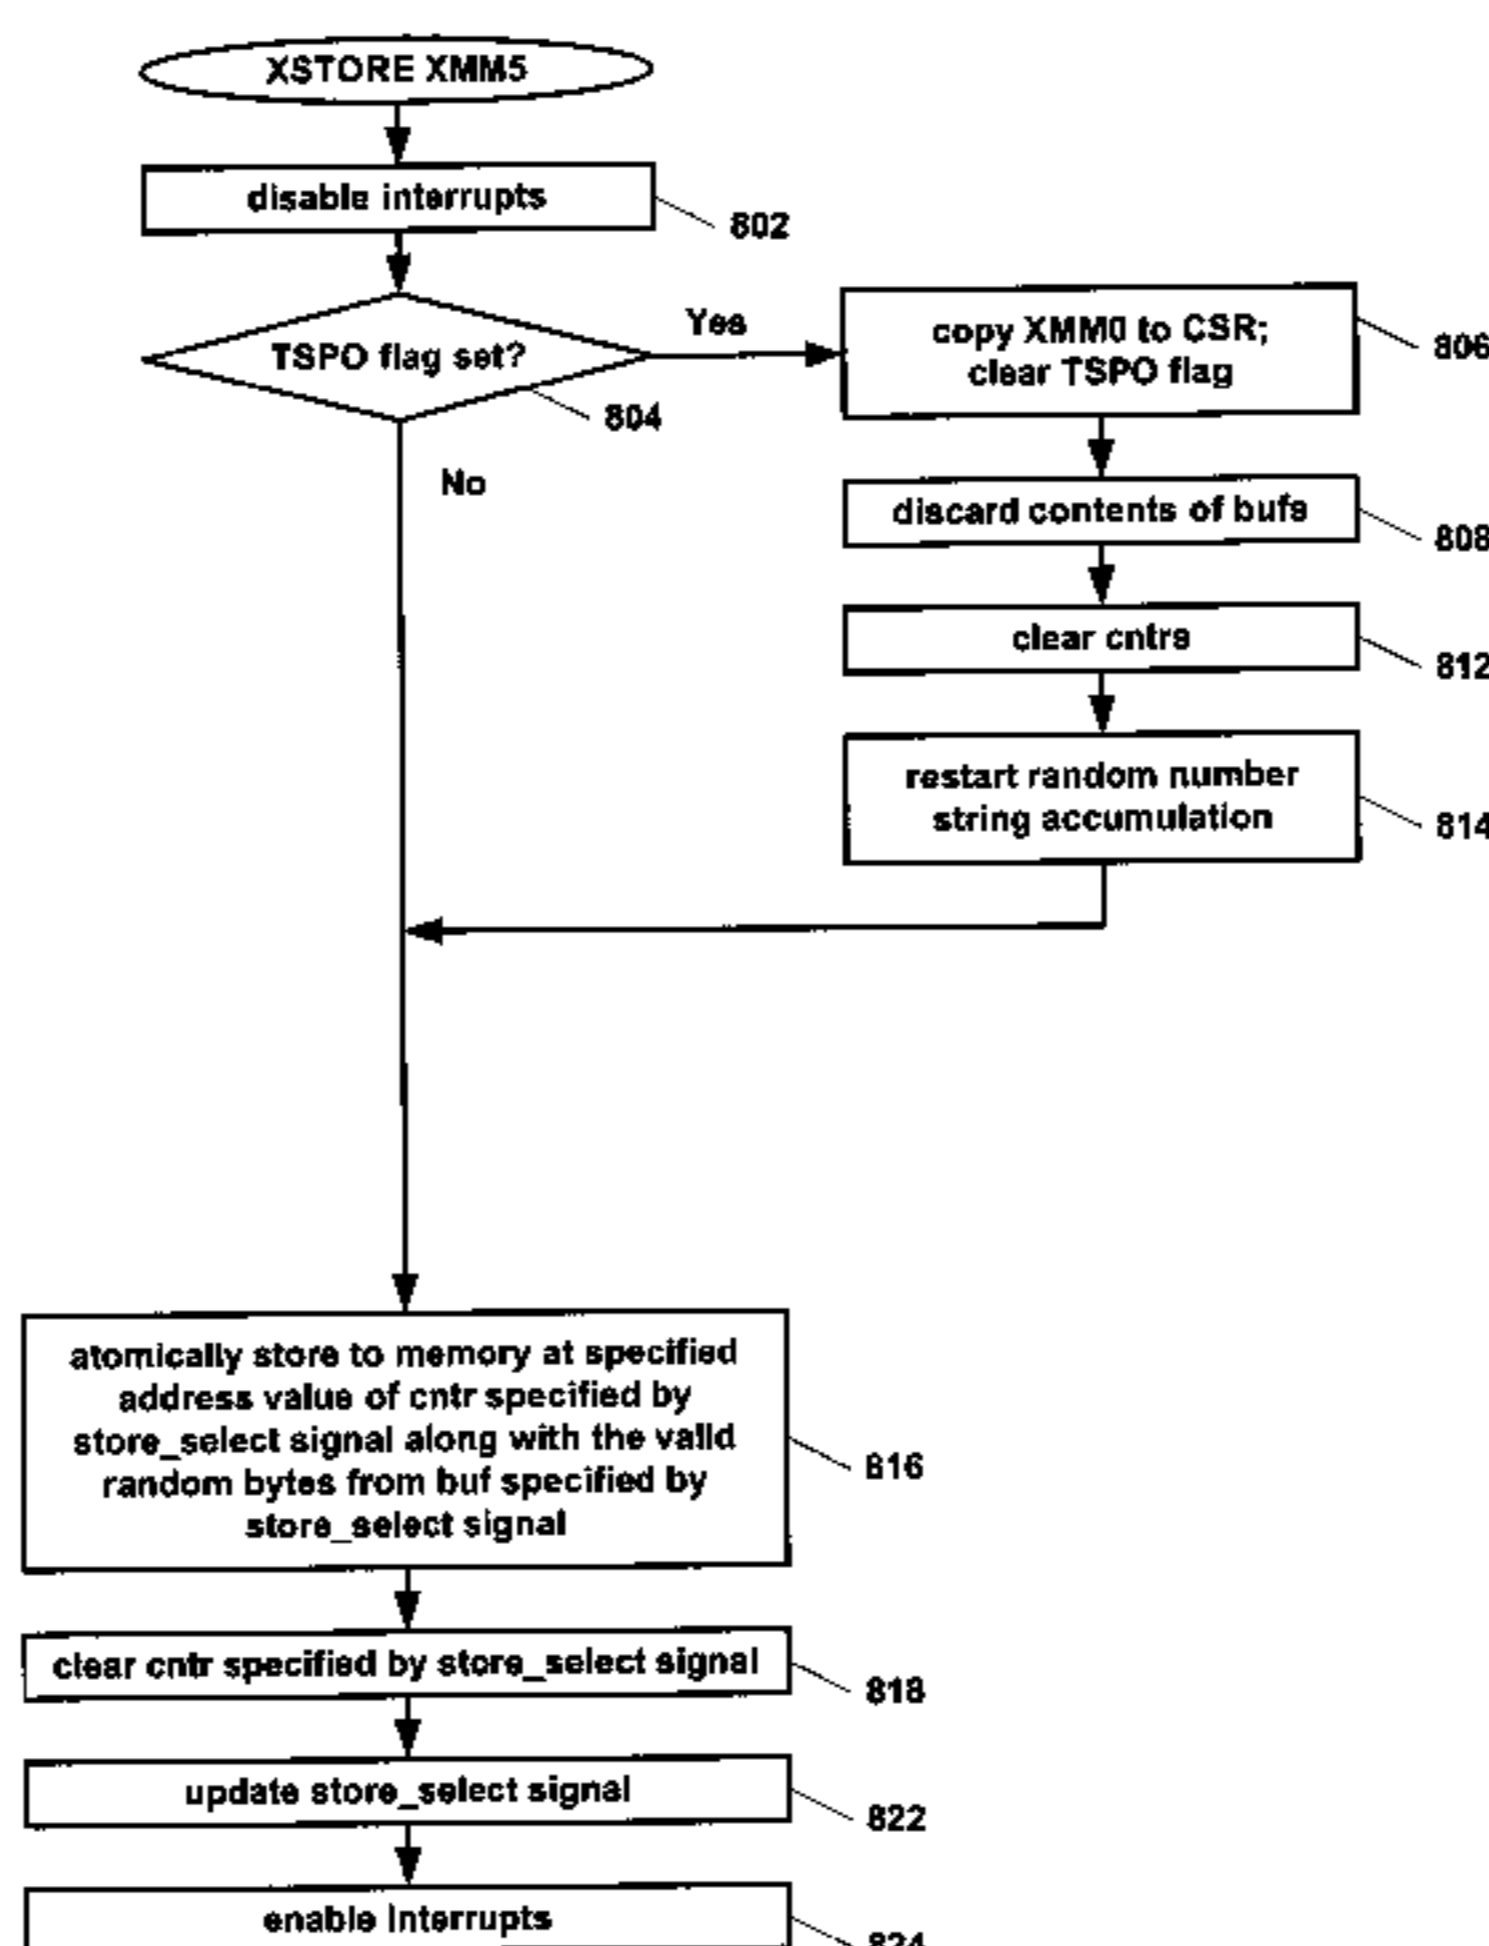 XSTORE XMM5
disable interrupts
802
TSPO flag set?
804
Yes
No
copy XMM0 to CSR;
clear TSPO flag
806
discard contents of bufs
808
clear cntrs
812
restart random number
string accumulation
814
atomically store to memory at specified
address value of cntr specified by
store_select signal along with the valid
random bytes from buf specified by
store_select signal
816
clear cntr specified by store_select signal
818
update store_select signal
822
enable interrupts
824